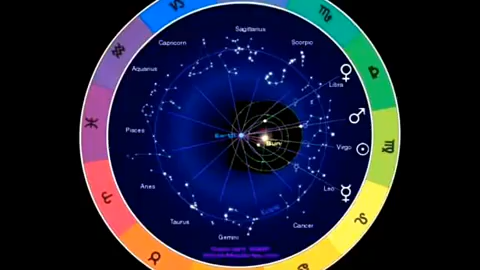 Sagittarius
Capricorn
Scorpio
Aquarius
Libra
Pisces
Earth
Sun
Virgo
Aries
Leo
Taurus
Cancer
Gemini